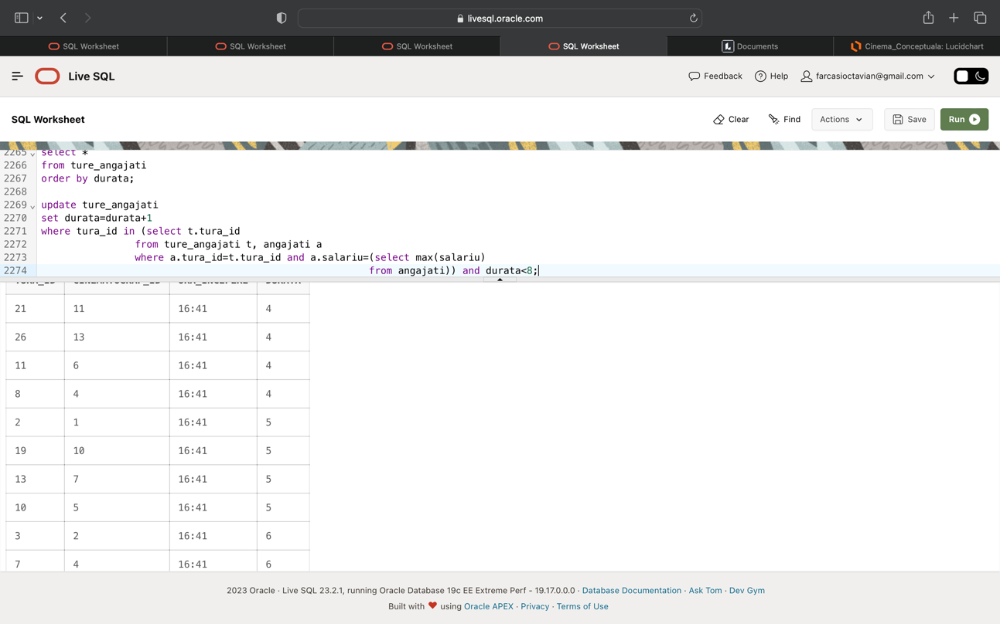 livesql.oracle.com
SQL Worksheet
SQL Worksheet
SQL Worksheet
SQL Worksheet
Documents
Cinema_Conceptuala: Lucidchart
Live SQL
Feedback
Help
farcasioctavian@gmail.com
SQL Worksheet
Clear
Find
Actions
Save
Run
2265 select *
2266 from ture_angajati
2267 order by durata;
2268
2269 update ture_angajati
2270 set durata=durata+1
2271 where tura_id in (select t.tura_id
2272 from ture_angajati t, angajati a
2273 where a.tura_id=t.tura_id and a.salariu=(select max(salariu)
2274 from angajati)) and durata<8;
21 11 16:41 4
26 13 16:41 4
11 6 16:41 4
8 4 16:41 4
2 1 16:41 5
19 10 16:41 5
13 7 16:41 5
10 5 16:41 5
3 2 16:41 6
7 4 16:41 6
2023 Oracle · Live SQL 23.2.1, running Oracle Database 19c EE Extreme Perf - 19.17.0.0.0 · Database Documentation · Ask Tom · Dev Gym
Built with ❤ using Oracle APEX · Privacy · Terms of Use